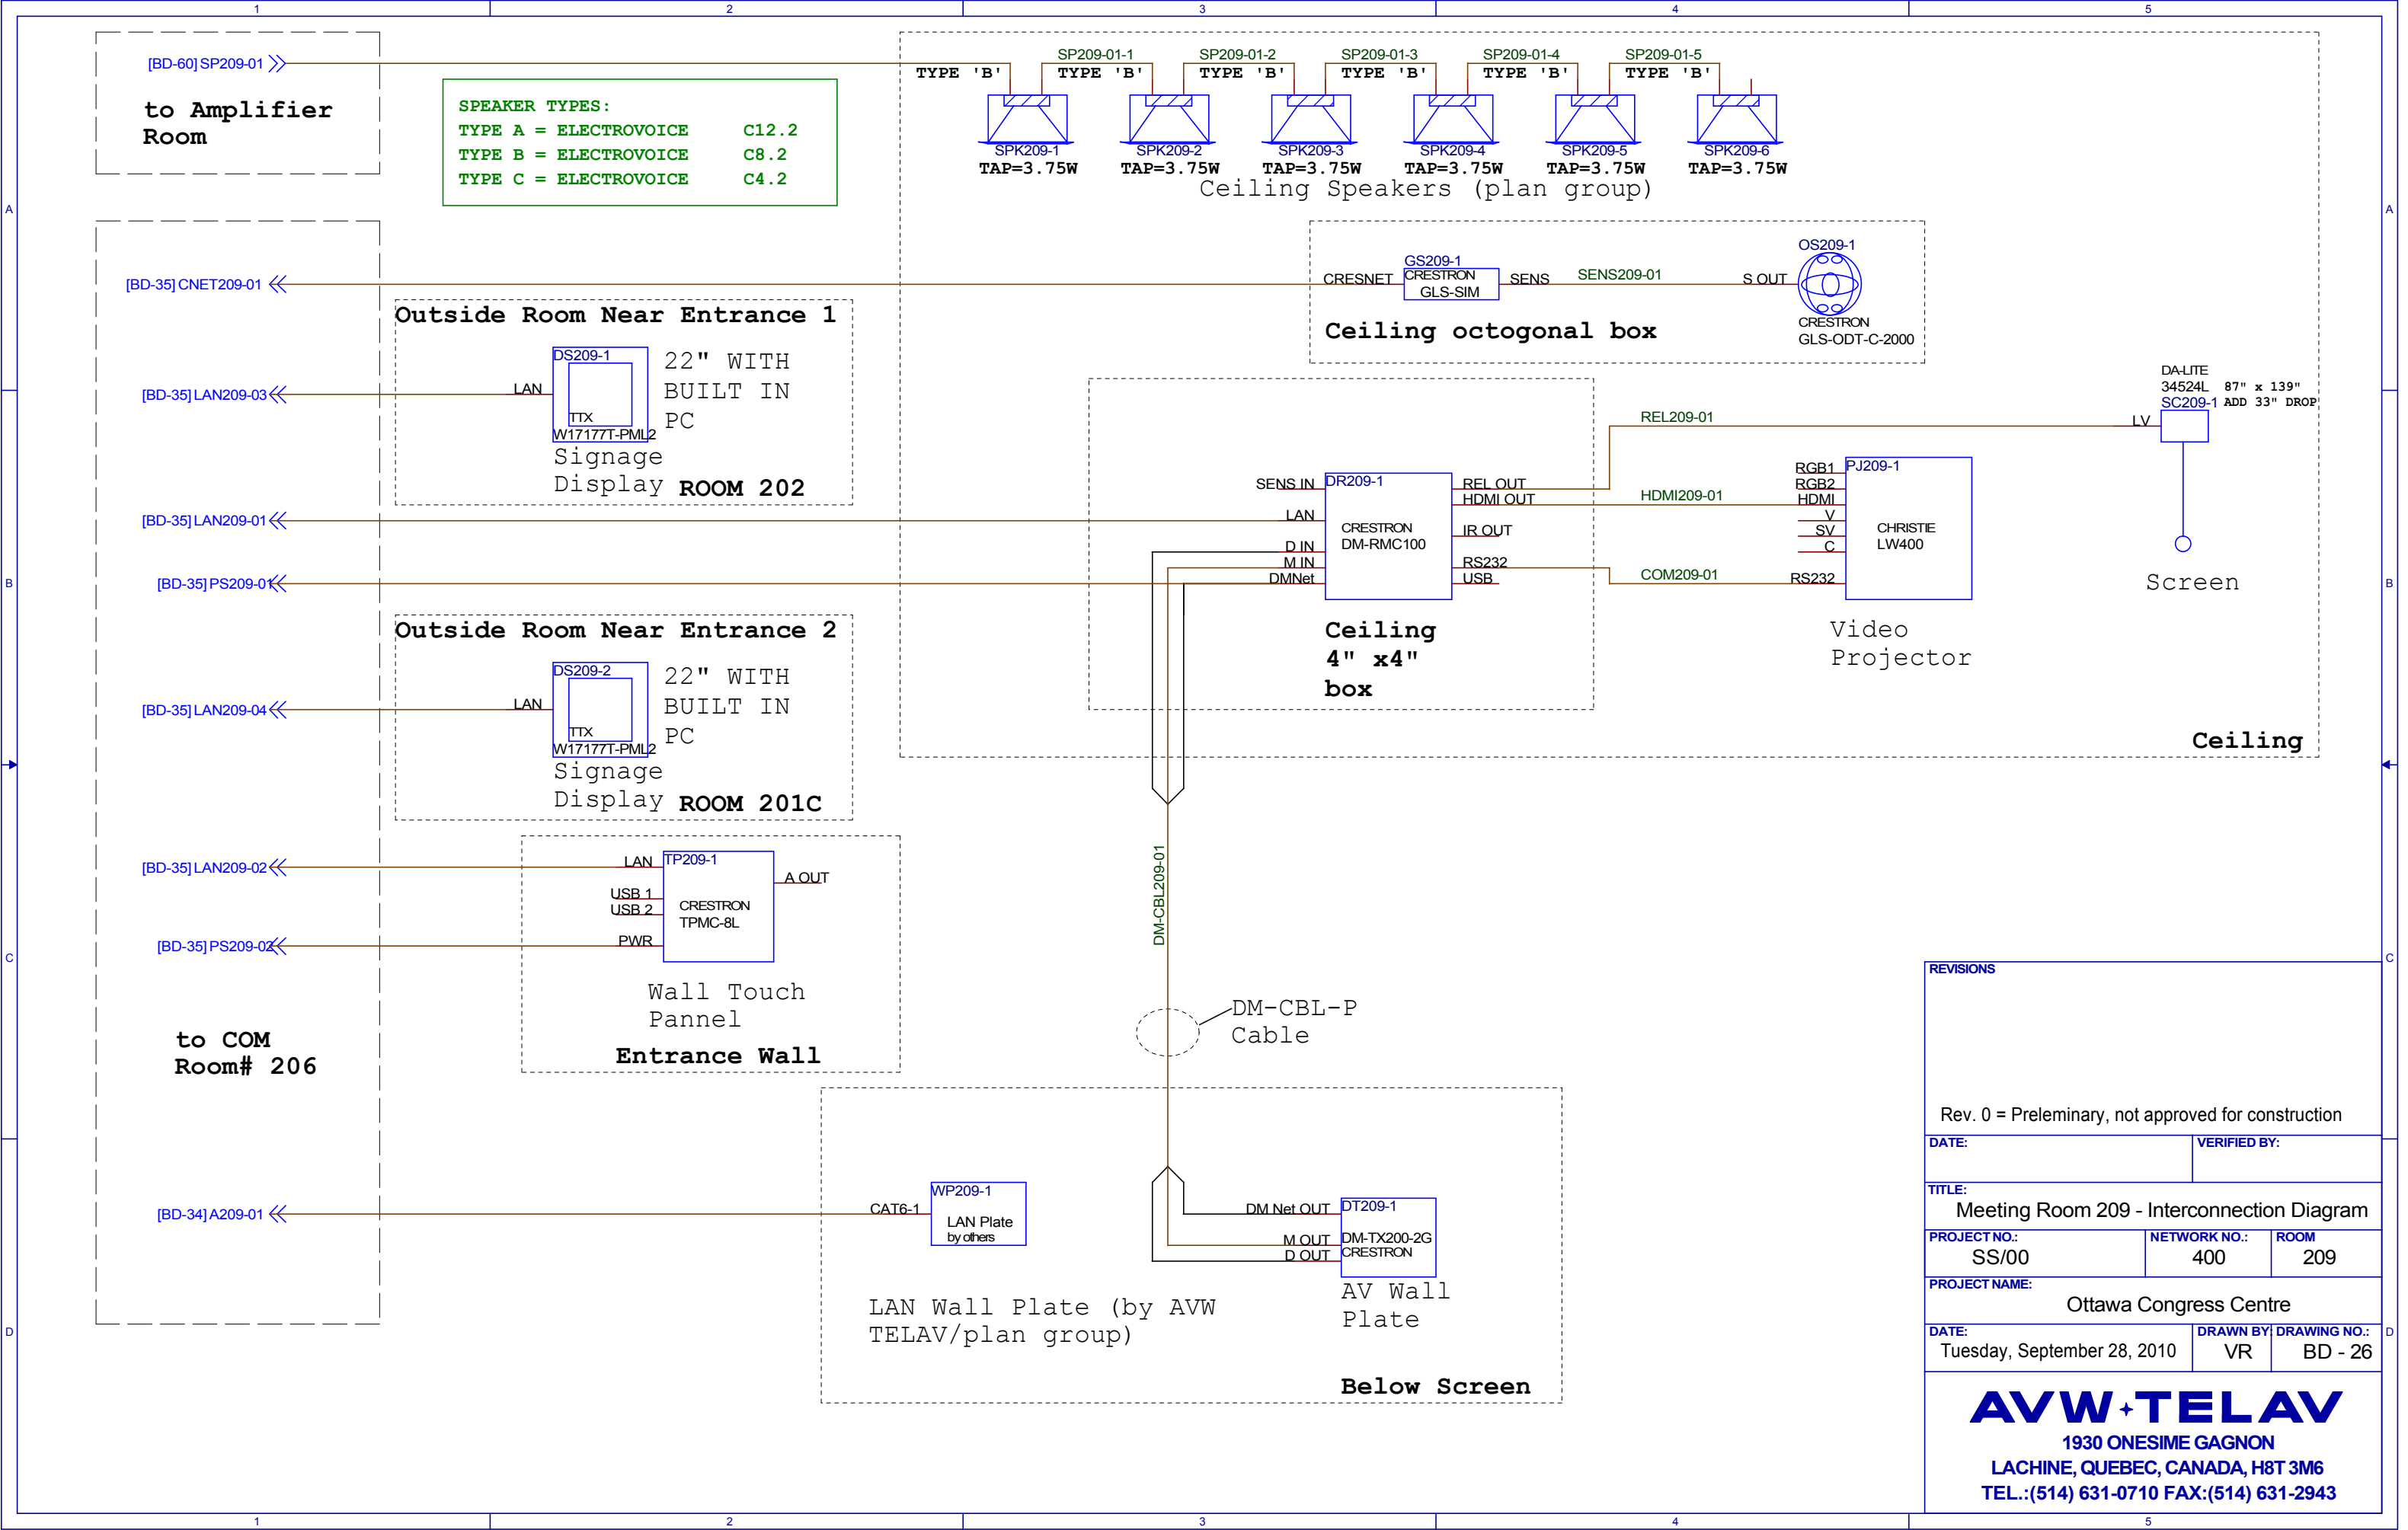 1
2
3
4
5
[BD-60] SP209-01
to Amplifier
Room
SPEAKER TYPES:
TYPE A = ELECTROVOICE C12.2
TYPE B = ELECTROVOICE C8.2
TYPE C = ELECTROVOICE C4.2
SP209-01-1
SP209-01-2
SP209-01-3
SP209-01-4
SP209-01-5
TYPE 'B'
TYPE 'B'
TYPE 'B'
TYPE 'B'
TYPE 'B'
TYPE 'B'
SPK209-1
SPK209-2
SPK209-3
SPK209-4
SPK209-5
SPK209-6
TAP=3.75W
TAP=3.75W
TAP=3.75W
TAP=3.75W
TAP=3.75W
TAP=3.75W
Ceiling Speakers (plan group)
A
A
[BD-35] CNET209-01
CRESNET
GS209-1
CRESTRON
GLS-SIM
SENS
SENS209-01
S OUT
OS209-1
CRESTRON
GLS-ODT-C-2000
Ceiling octogonal box
Outside Room Near Entrance 1
[BD-35] LAN209-03
LAN
DS209-1
TTX
W17177T-PML2
22" WITH
BUILT IN
PC
Signage
Display
ROOM 202
DA-LITE
34524L
SC209-1
87" x 139"
ADD 33" DROP
LV
REL209-01
Screen
[BD-35] LAN209-01
[BD-35] PS209-01
SENS IN
LAN
D IN
M IN
DMNet
DR209-1
CRESTRON
DM-RMC100
REL OUT
HDMI OUT
IR OUT
RS232
USB
HDMI209-01
COM209-01
RGB1
RGB2
HDMI
V
SV
C
RS232
PJ209-1
CHRISTIE
LW400
Video
Projector
Ceiling
4" x4"
box
Ceiling
B
B
Outside Room Near Entrance 2
[BD-35] LAN209-04
LAN
DS209-2
TTX
W17177T-PML2
22" WITH
BUILT IN
PC
Signage
Display
ROOM 201C
[BD-35] LAN209-02
[BD-35] PS209-02
LAN
USB 1
USB 2
PWR
TP209-1
CRESTRON
TPMC-8L
A OUT
Wall Touch
Pannel
Entrance Wall
DM-CBL209-01
DM-CBL-P
Cable
to COM
Room# 206
C
C
[BD-34] A209-01
CAT6-1
WP209-1
LAN Plate
by others
LAN Wall Plate (by AVW
TELAV/plan group)
DM Net OUT
M OUT
D OUT
DT209-1
DM-TX200-2G
CRESTRON
AV Wall
Plate
Below Screen
D
D
REVISIONS
Rev. 0 = Preleminary, not approved for construction
DATE:
VERIFIED BY:
TITLE:
Meeting Room 209 - Interconnection Diagram
PROJECT NO.:
SS/00
NETWORK NO.:
400
ROOM
209
PROJECT NAME:
Ottawa Congress Centre
DATE:
Tuesday, September 28, 2010
DRAWN BY:
VR
DRAWING NO.:
BD - 26
AVW TELAV
1930 ONESIME GAGNON
LACHINE, QUEBEC, CANADA, H8T 3M6
TEL.:(514) 631-0710 FAX:(514) 631-2943
1
2
3
4
5